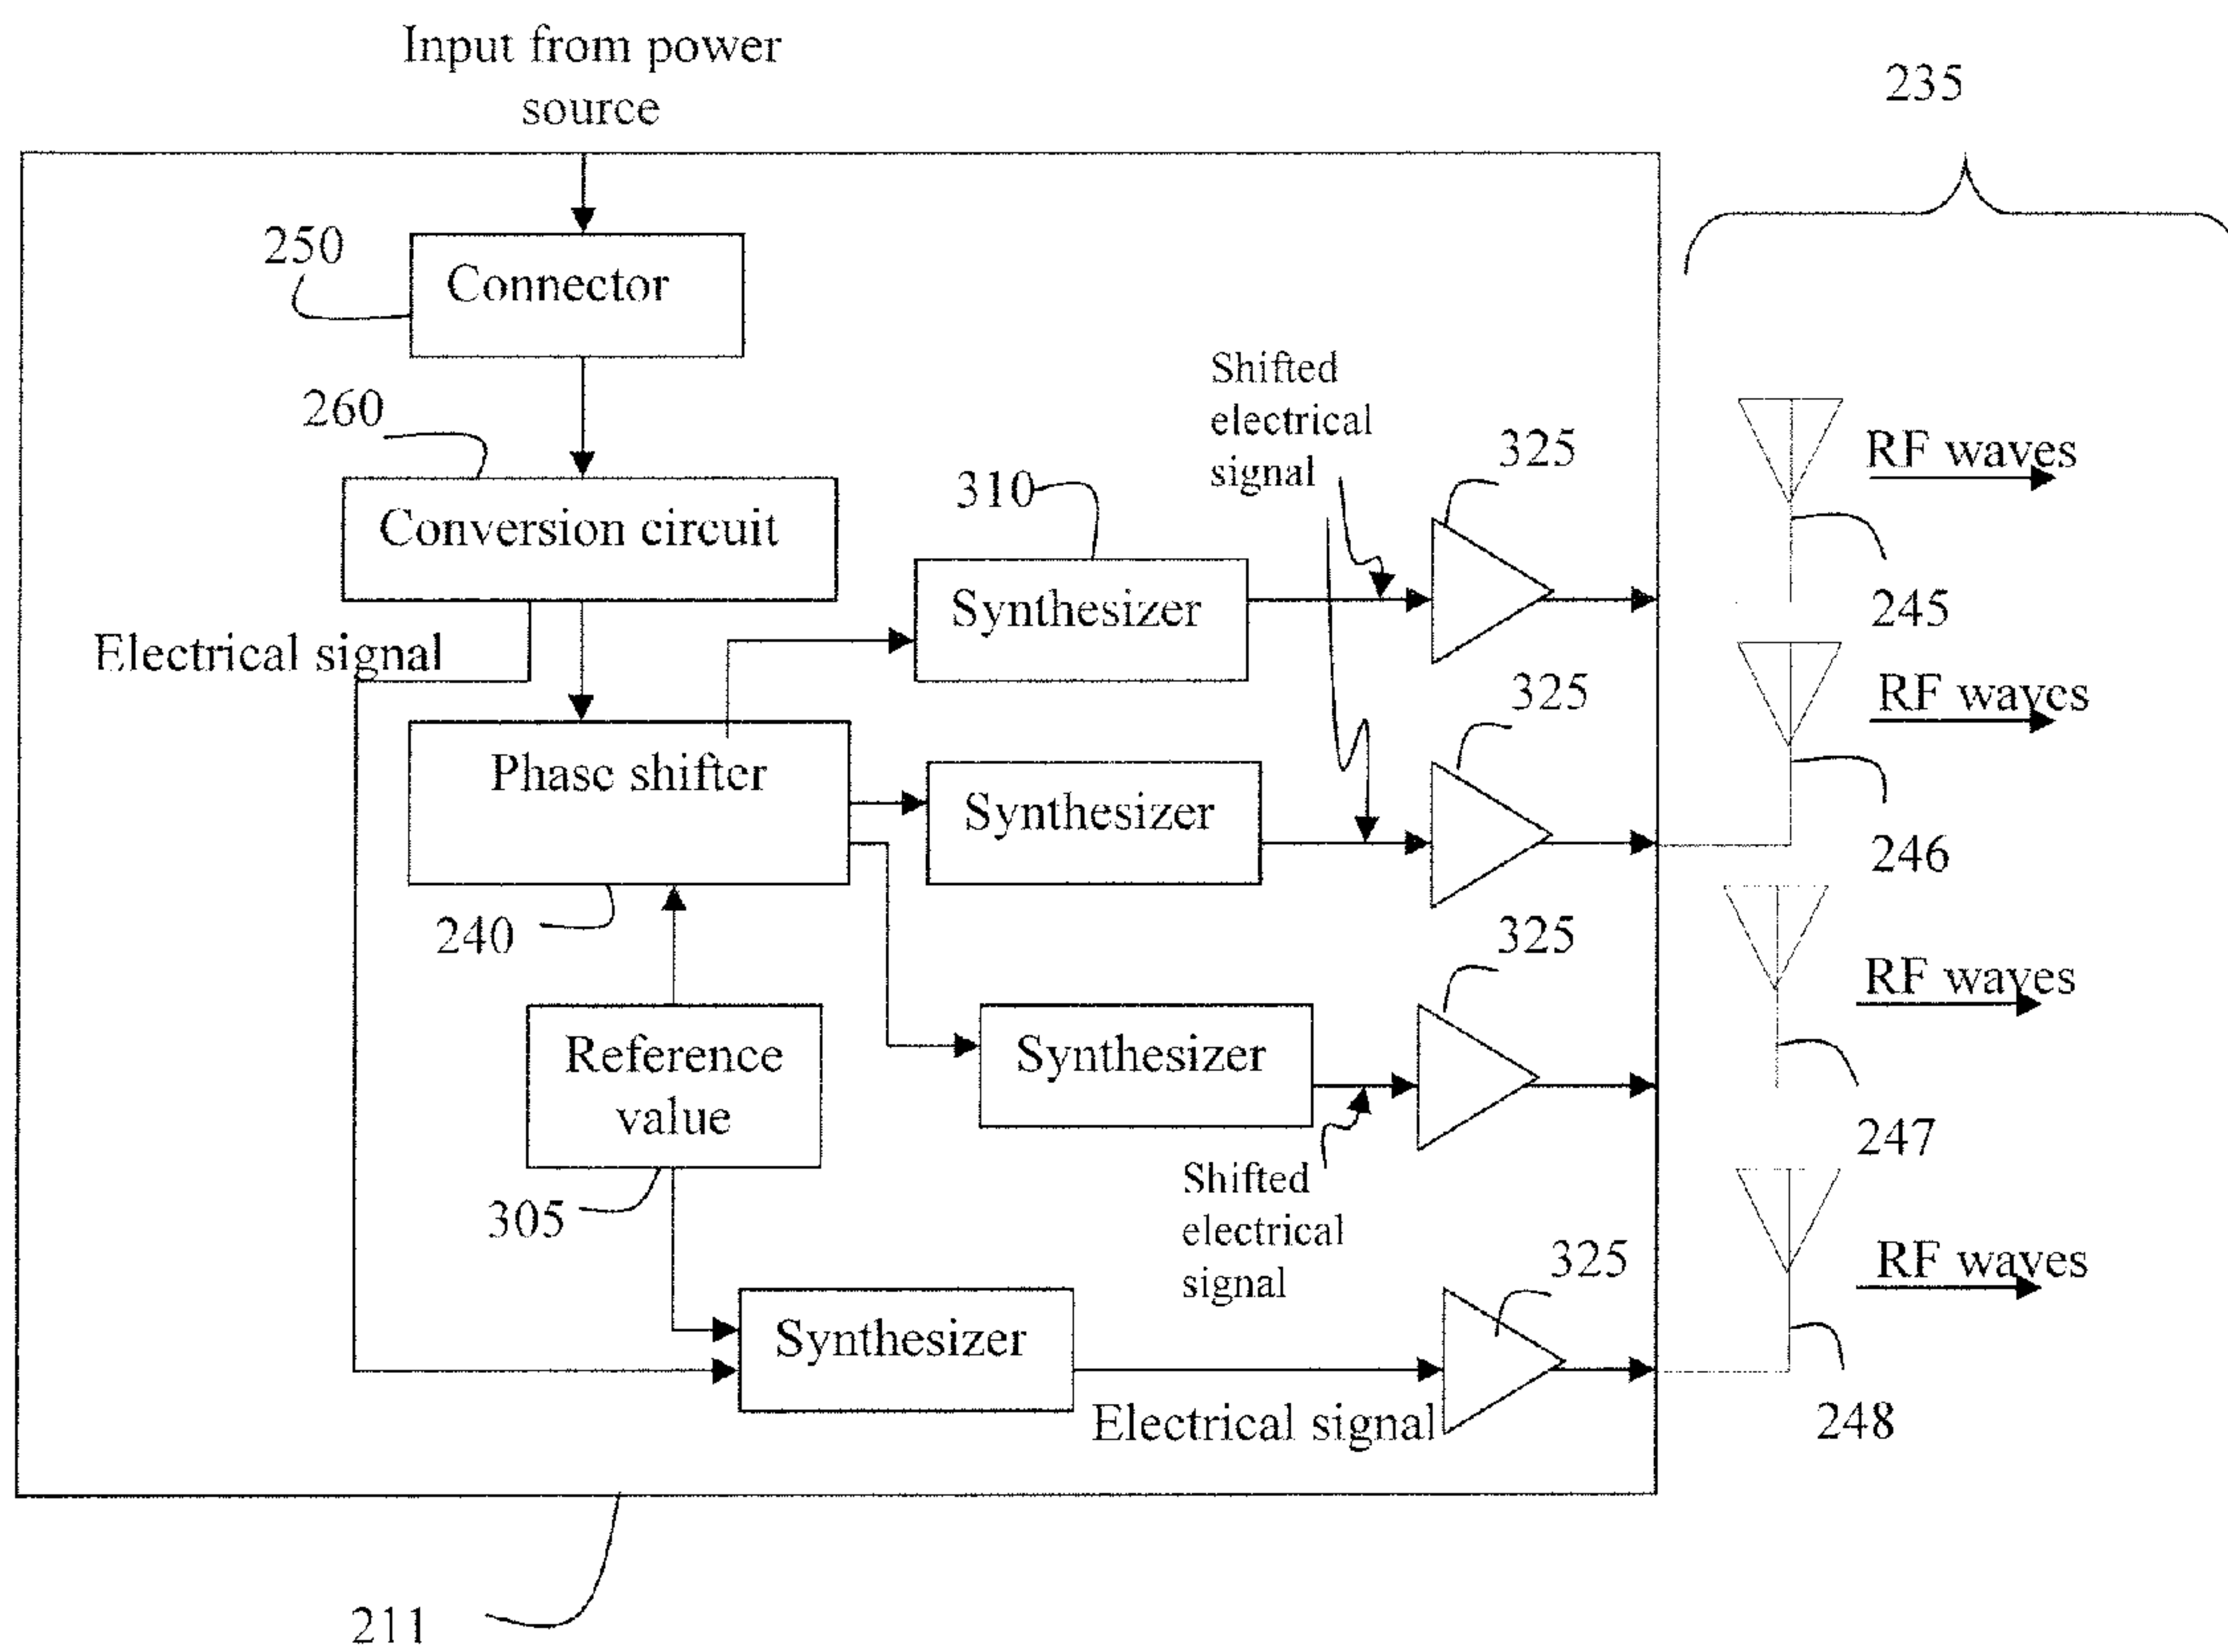 Input from power
source
235
250
Connector
Shifted
electrical
signal
260
325
RF waves
310
Conversion circuit
Synthesizer
245
Electrical signal
325
RF waves
Phase shifter
Synthesizer
246
240
325
RF waves
Reference
value
Synthesizer
247
Shifted
electrical
signal
305
325
RF waves
Synthesizer
Electrical signal
248
211